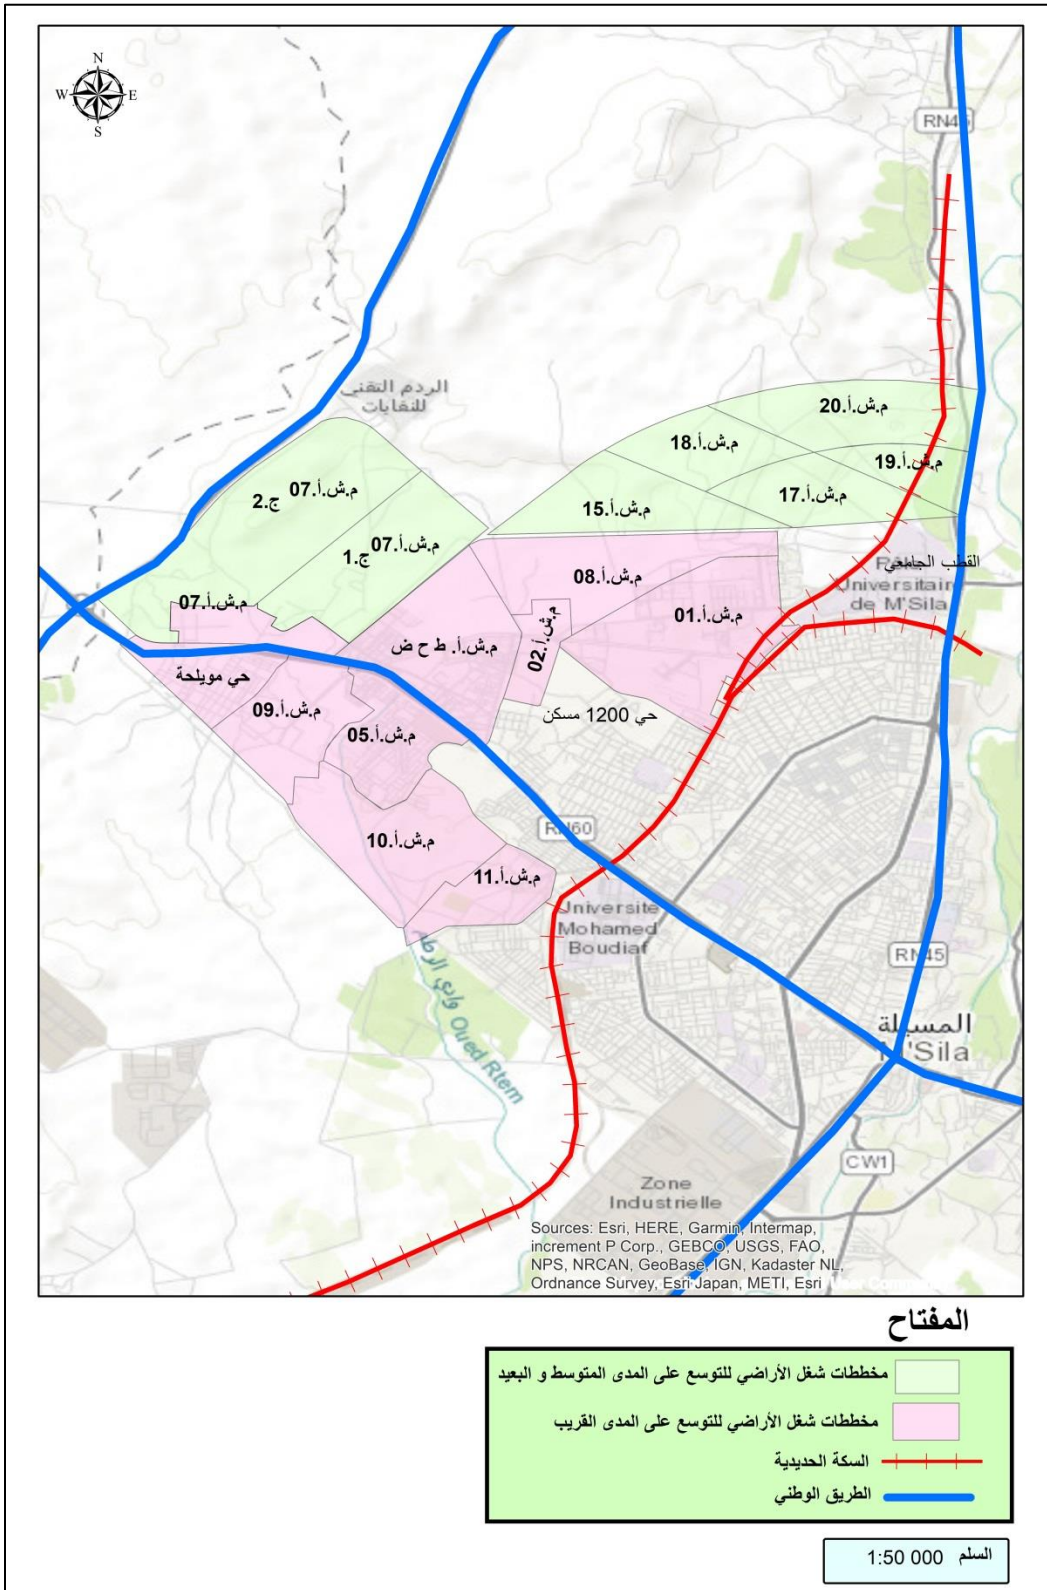 N
W E
S
RN45
الردم التقني
للنفايات
م.ش.أ.20
م.ش.أ.18
م.ش.أ.19
م.ش.أ.17
م.ش.أ.15
م.ش.أ.07
ج.2
م.ش.أ.07
ج.1
م.ش.أ.08
القطب الجامعي
Pôle
Universitaire
de M'Sila
م.ش.أ.07
م.ش.أ.01
م.ش.أ.02
م.ش.أ. ط ح ض
حي مويلحة
م.ش.أ.09
حي 1200 مسكن
م.ش.أ.05
RN60
م.ش.أ.10
م.ش.أ.11
Universite
Mohamed
Boudiaf
وادي الرطم Oued Rtem
RN45
المسيلة
M'Sila
CW1
Zone
Industrielle
Sources: Esri, HERE, Garmin, Intermap,
increment P Corp., GEBCO, USGS, FAO,
NPS, NRCAN, GeoBase, IGN, Kadaster NL,
Ordnance Survey, Esri Japan, METI, Esri
المفتاح
مخططات شغل الأراضي للتوسع على المدى المتوسط و البعيد
مخططات شغل الأراضي للتوسع على المدى القريب
السكة الحديدية
الطريق الوطني
السلم 1:50 000